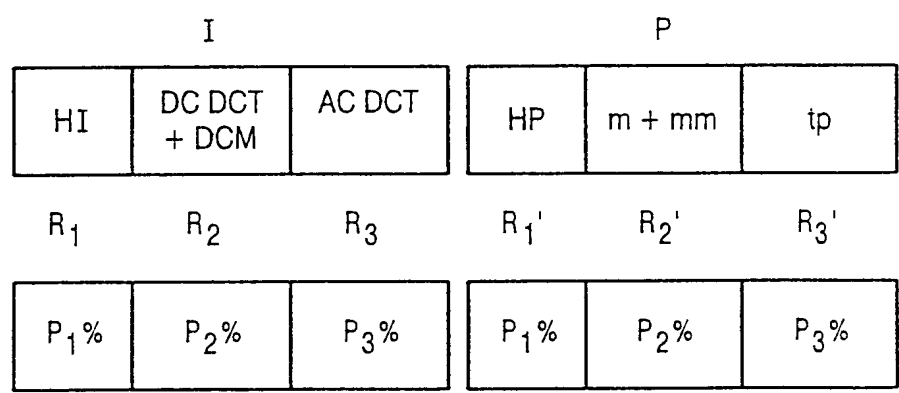 I P
HI DC DCT + DCM AC DCT HP m + mm tp
R₁ R₂ R₃ R₁' R₂' R₃'
P₁% P₂% P₃% P₁% P₂% P₃%